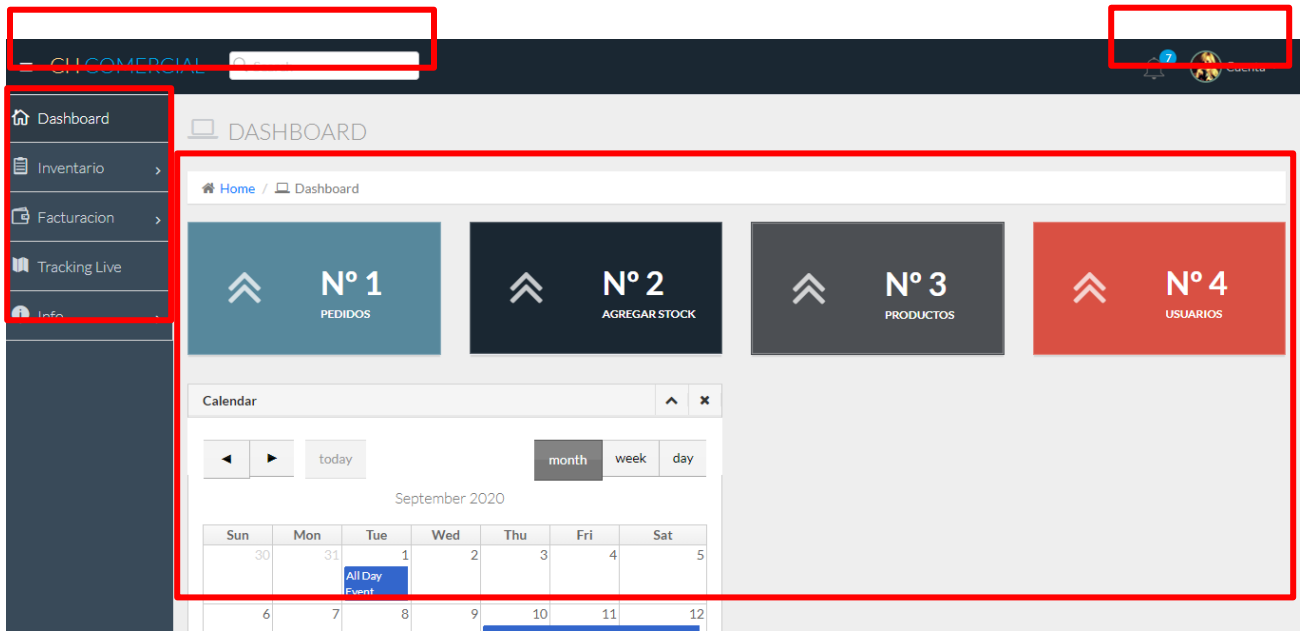 CH COMERCIAL
7
Cuenta
Dashboard
Inventario
Facturacion
Tracking Live
Info
DASHBOARD
Home / Dashboard
Nº 1
PEDIDOS
Nº 2
AGREGAR STOCK
Nº 3
PRODUCTOS
Nº 4
USUARIOS
Calendar
today
month week day
September 2020
Sun Mon Tue Wed Thu Fri Sat
30 31 1 2 3 4 5
All Day
Event
6 7 8 9 10 11 12